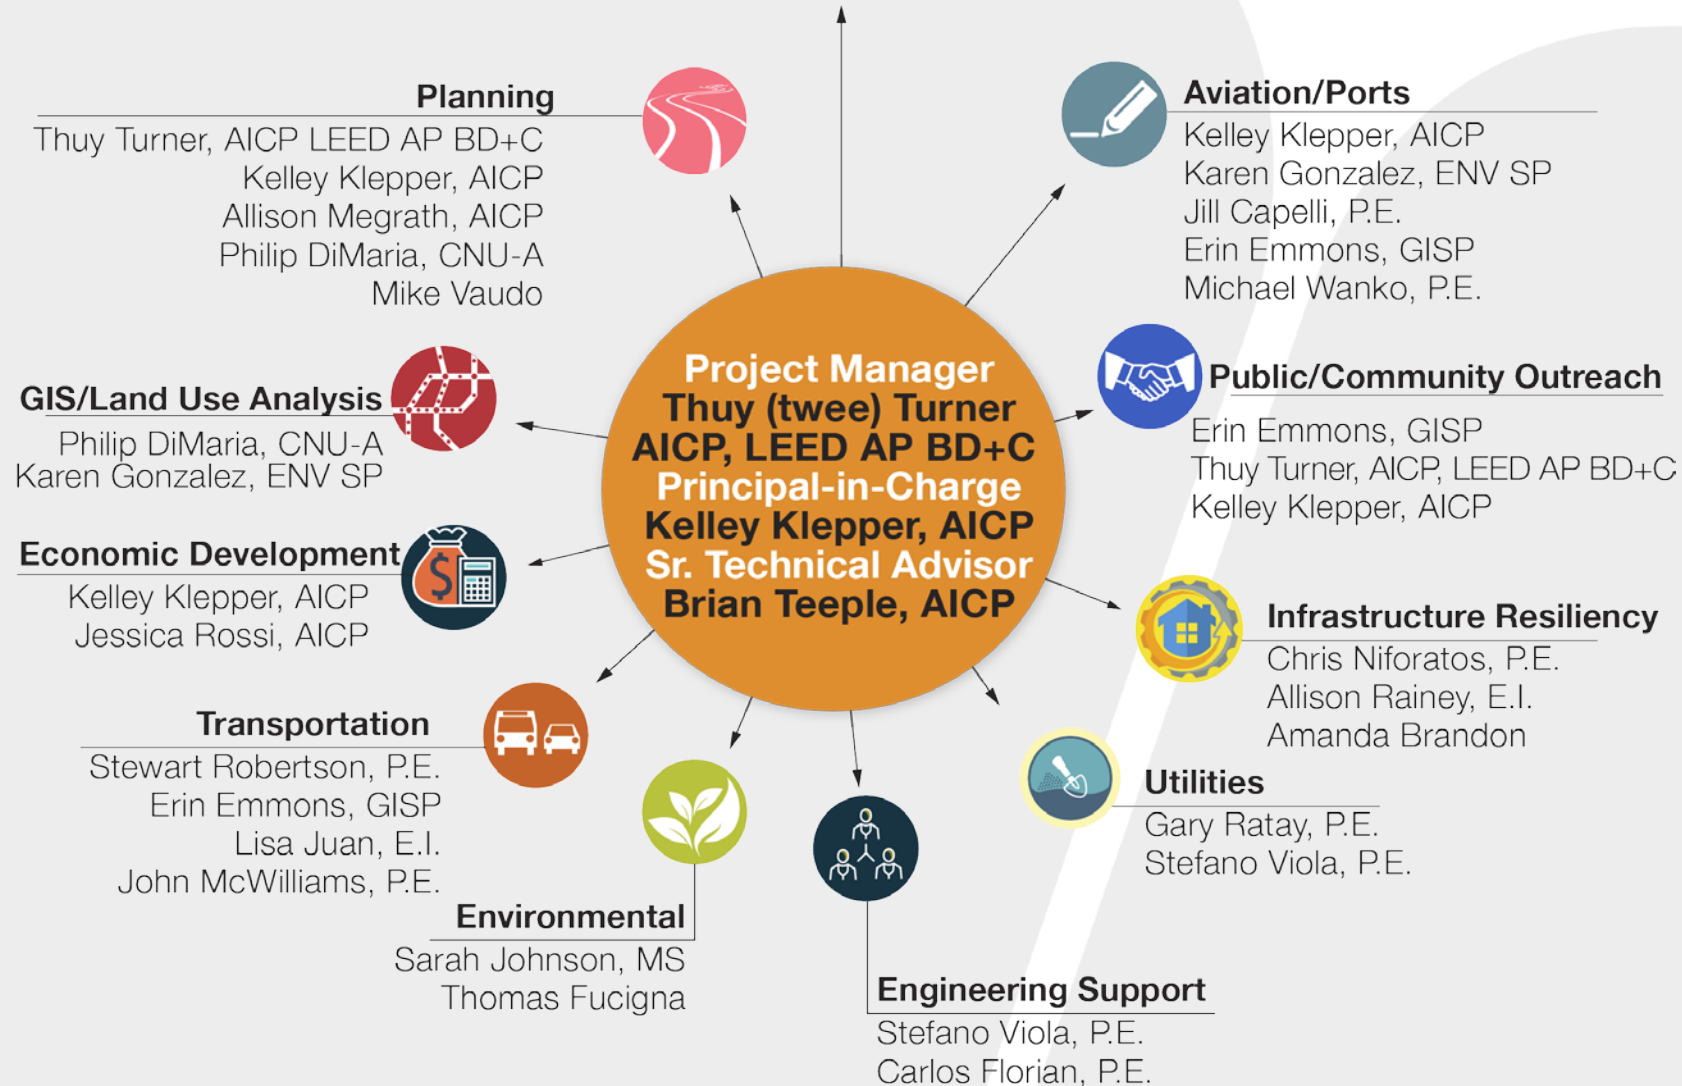 Planning
Thuy Turner, AICP LEED AP BD+C
Kelley Klepper, AICP
Allison Megrath, AICP
Philip DiMaria, CNU-A
Mike Vaudo
GIS/Land Use Analysis
Philip DiMaria, CNU-A
Karen Gonzalez, ENV SP
Economic Development
Kelley Klepper, AICP
Jessica Rossi, AICP
Transportation
Stewart Robertson, P.E.
Erin Emmons, GISP
Lisa Juan, E.I.
John McWilliams, P.E.
Environmental
Sarah Johnson, MS
Thomas Fucigna
Project Manager
Thuy (twee) Turner
AICP, LEED AP BD+C
Principal-in-Charge
Kelley Klepper, AICP
Sr. Technical Advisor
Brian Teeple, AICP
Aviation/Ports
Kelley Klepper, AICP
Karen Gonzalez, ENV SP
Jill Capelli, P.E.
Erin Emmons, GISP
Michael Wanko, P.E.
Public/Community Outreach
Erin Emmons, GISP
Thuy Turner, AICP, LEED AP BD+C
Kelley Klepper, AICP
Infrastructure Resiliency
Chris Niforatos, P.E.
Allison Rainey, E.I.
Amanda Brandon
Utilities
Gary Ratay, P.E.
Stefano Viola, P.E.
Engineering Support
Stefano Viola, P.E.
Carlos Florian, P.E.
$